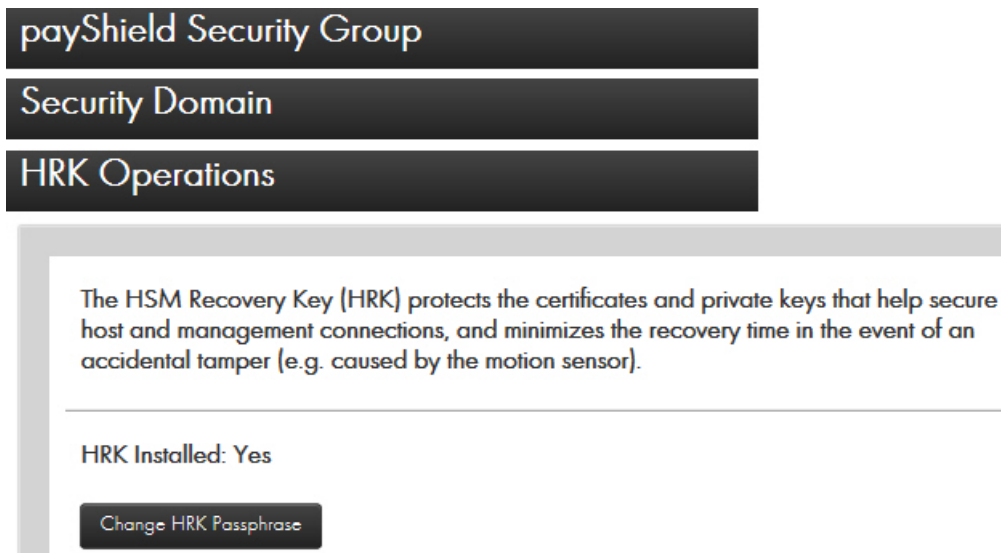 payShield Security Group
Security Domain
HRK Operations
The HSM Recovery Key (HRK) protects the certificates and private keys that help secure
host and management connections, and minimizes the recovery time in the event of an
accidental tamper (e.g. caused by the motion sensor).
HRK Installed: Yes
Change HRK Passphrase